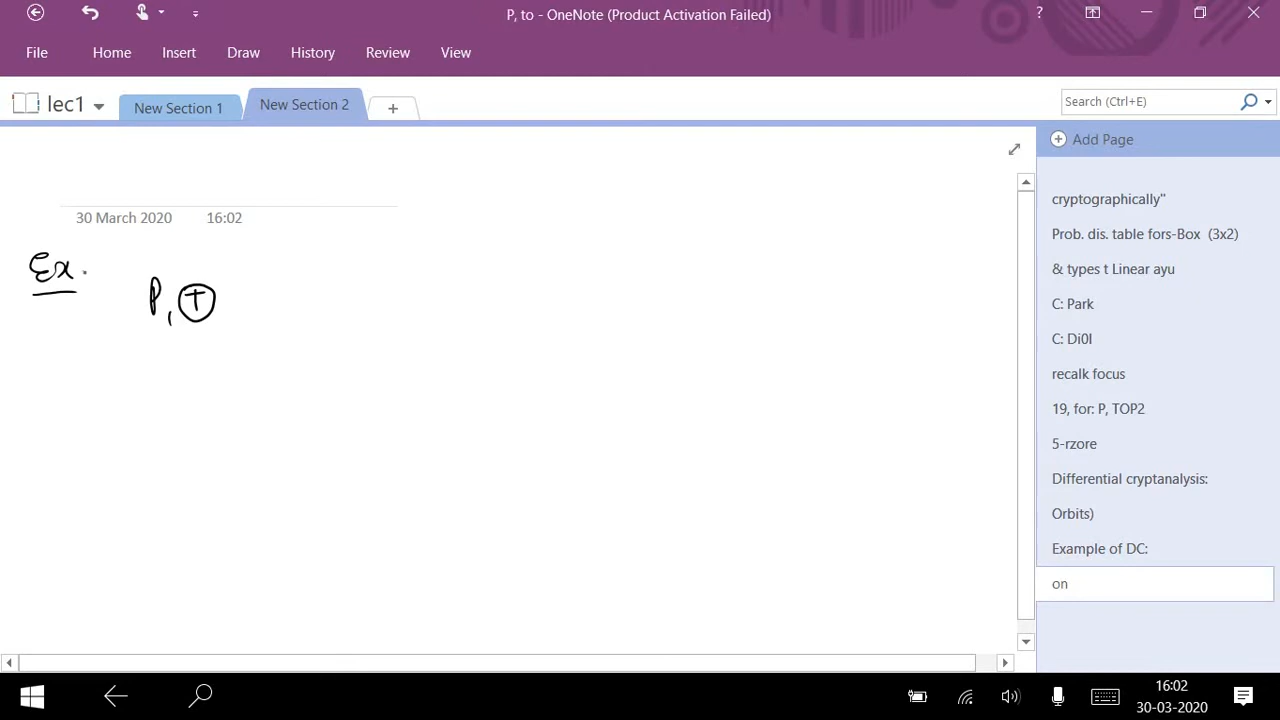 P, to - OneNote (Product Activation Failed)
File Home Insert Draw History Review View
lec1 New Section 1 New Section 2
Search (Ctrl+E)
Add Page
30 March 2020 16:02
Ex.
P, ⊕
cryptographically"
Prob. dis. table fors-Box (3x2)
& types t Linear ayu
C: Park
C: Di0I
recalk focus
19, for: P, TOP2
5-rzore
Differential cryptanalysis:
Orbits)
Example of DC:
on
16:02
30-03-2020